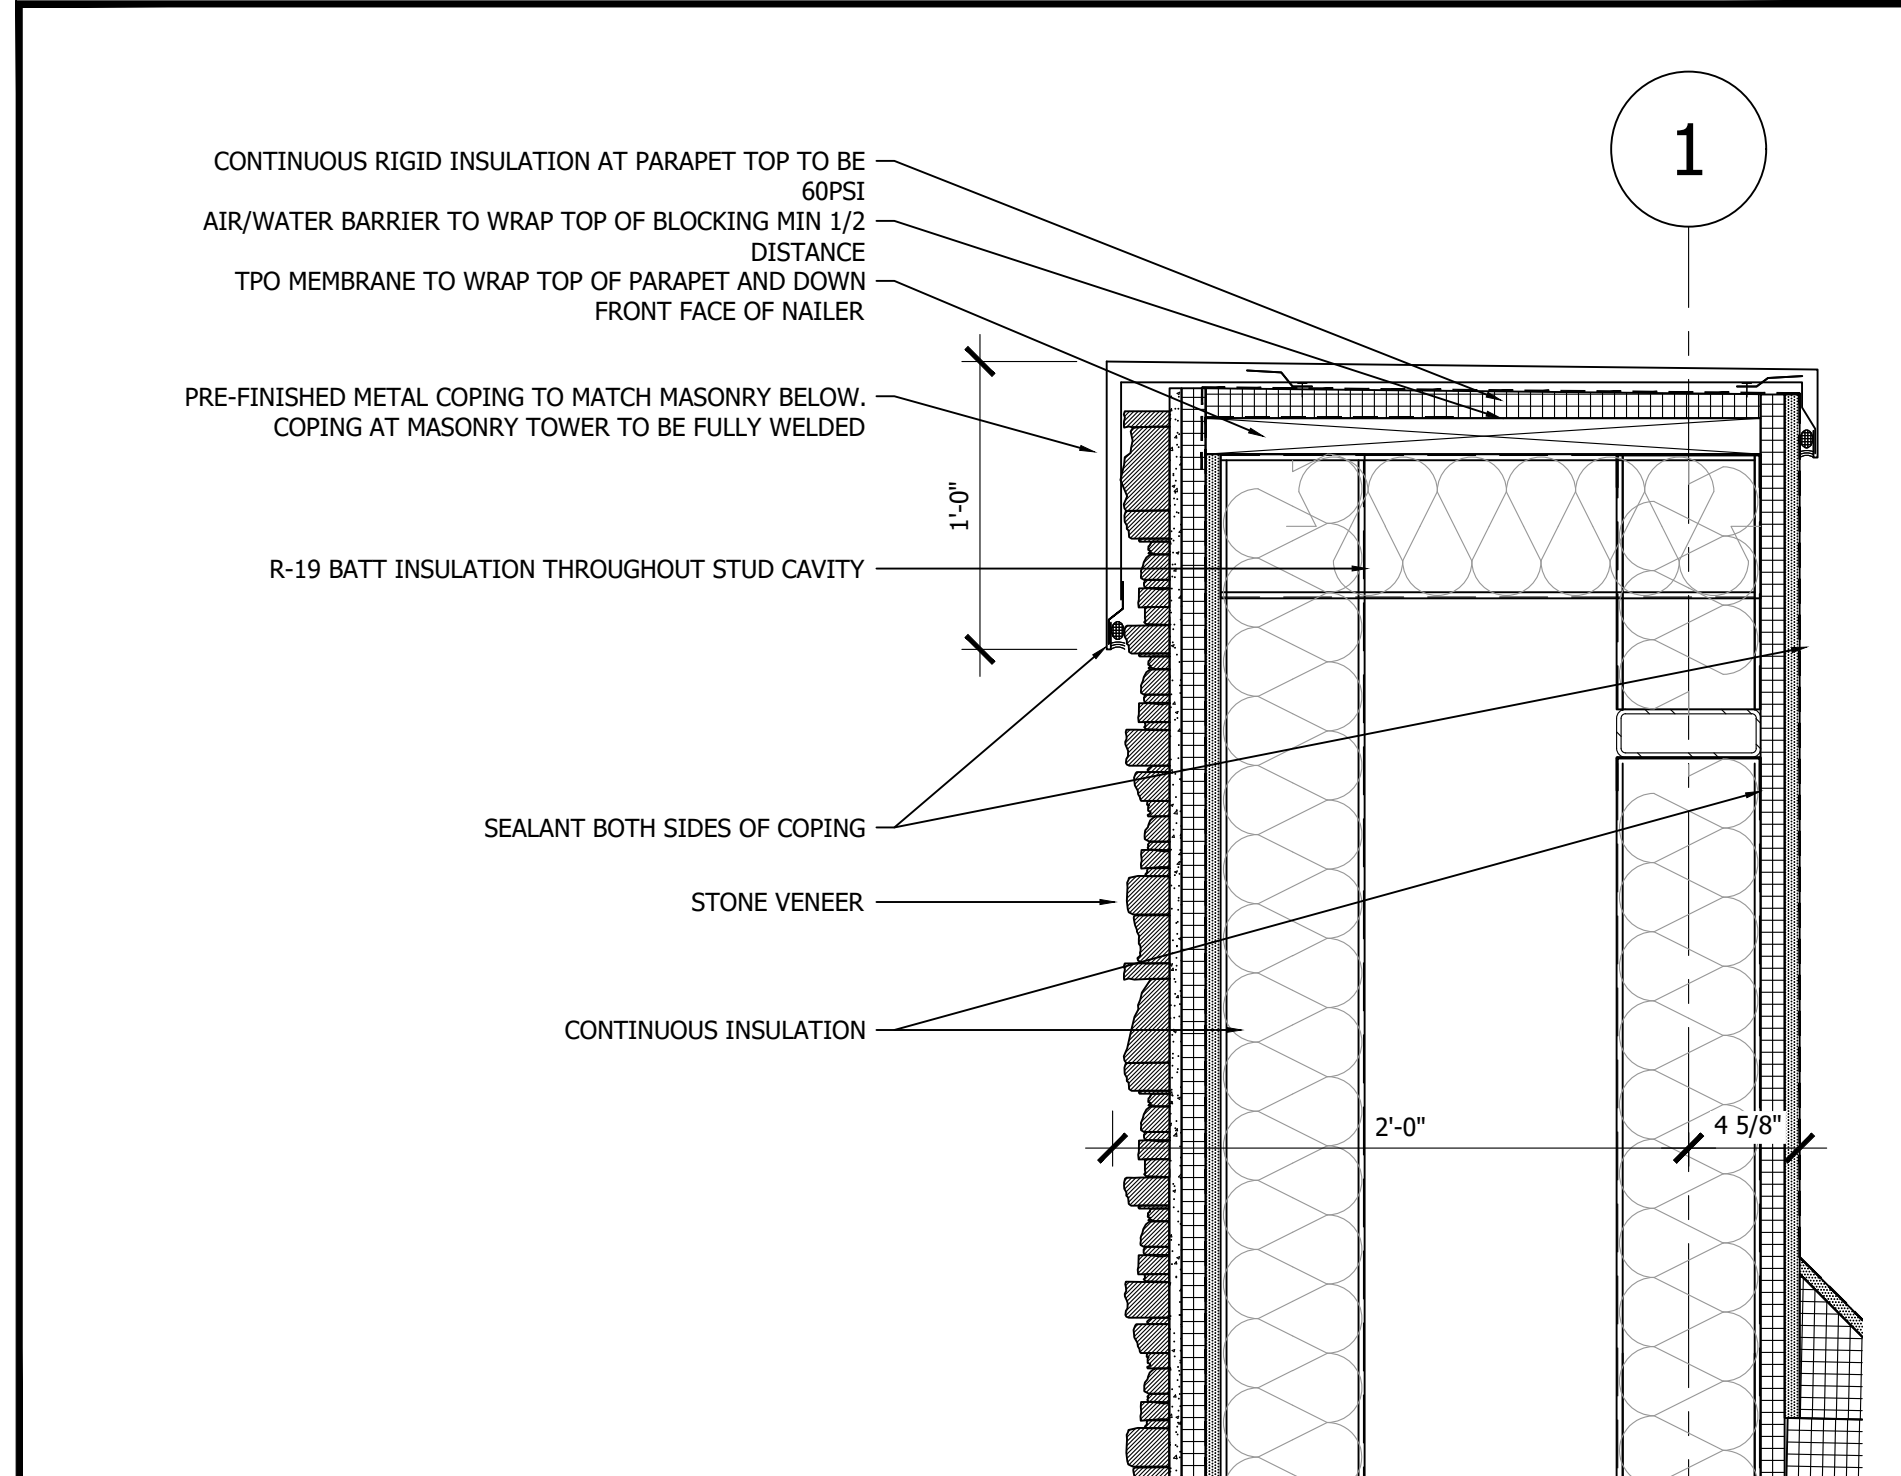 1
CONTINUOUS RIGID INSULATION AT PARAPET TOP TO BE
60PSI
AIR/WATER BARRIER TO WRAP TOP OF BLOCKING MIN 1/2
DISTANCE
TPO MEMBRANE TO WRAP TOP OF PARAPET AND DOWN
FRONT FACE OF NAILER
PRE-FINISHED METAL COPING TO MATCH MASONRY BELOW.
COPING AT MASONRY TOWER TO BE FULLY WELDED
1'-0"
R-19 BATT INSULATION THROUGHOUT STUD CAVITY
SEALANT BOTH SIDES OF COPING
STONE VENEER
CONTINUOUS INSULATION
2'-0"
4 5/8"